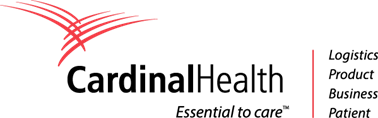 CardinalHealth
Essential to care™
Logistics
Product
Business
Patient